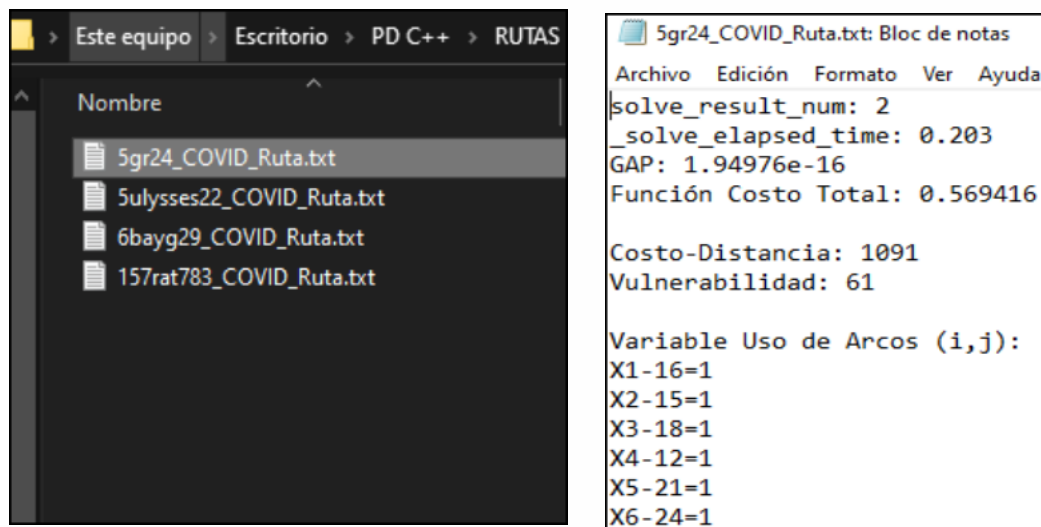 Este equipo > Escritorio > PD C++ > RUTAS
Nombre
5gr24_COVID_Ruta.txt
5ulysses22_COVID_Ruta.txt
6bayg29_COVID_Ruta.txt
157rat783_COVID_Ruta.txt
5gr24_COVID_Ruta.txt: Bloc de notas
Archivo Edición Formato Ver Ayuda
solve_result_num: 2
_solve_elapsed_time: 0.203
GAP: 1.94976e-16
Función Costo Total: 0.569416
Costo-Distancia: 1091
Vulnerabilidad: 61
Variable Uso de Arcos (i,j):
X1-16=1
X2-15=1
X3-18=1
X4-12=1
X5-21=1
X6-24=1